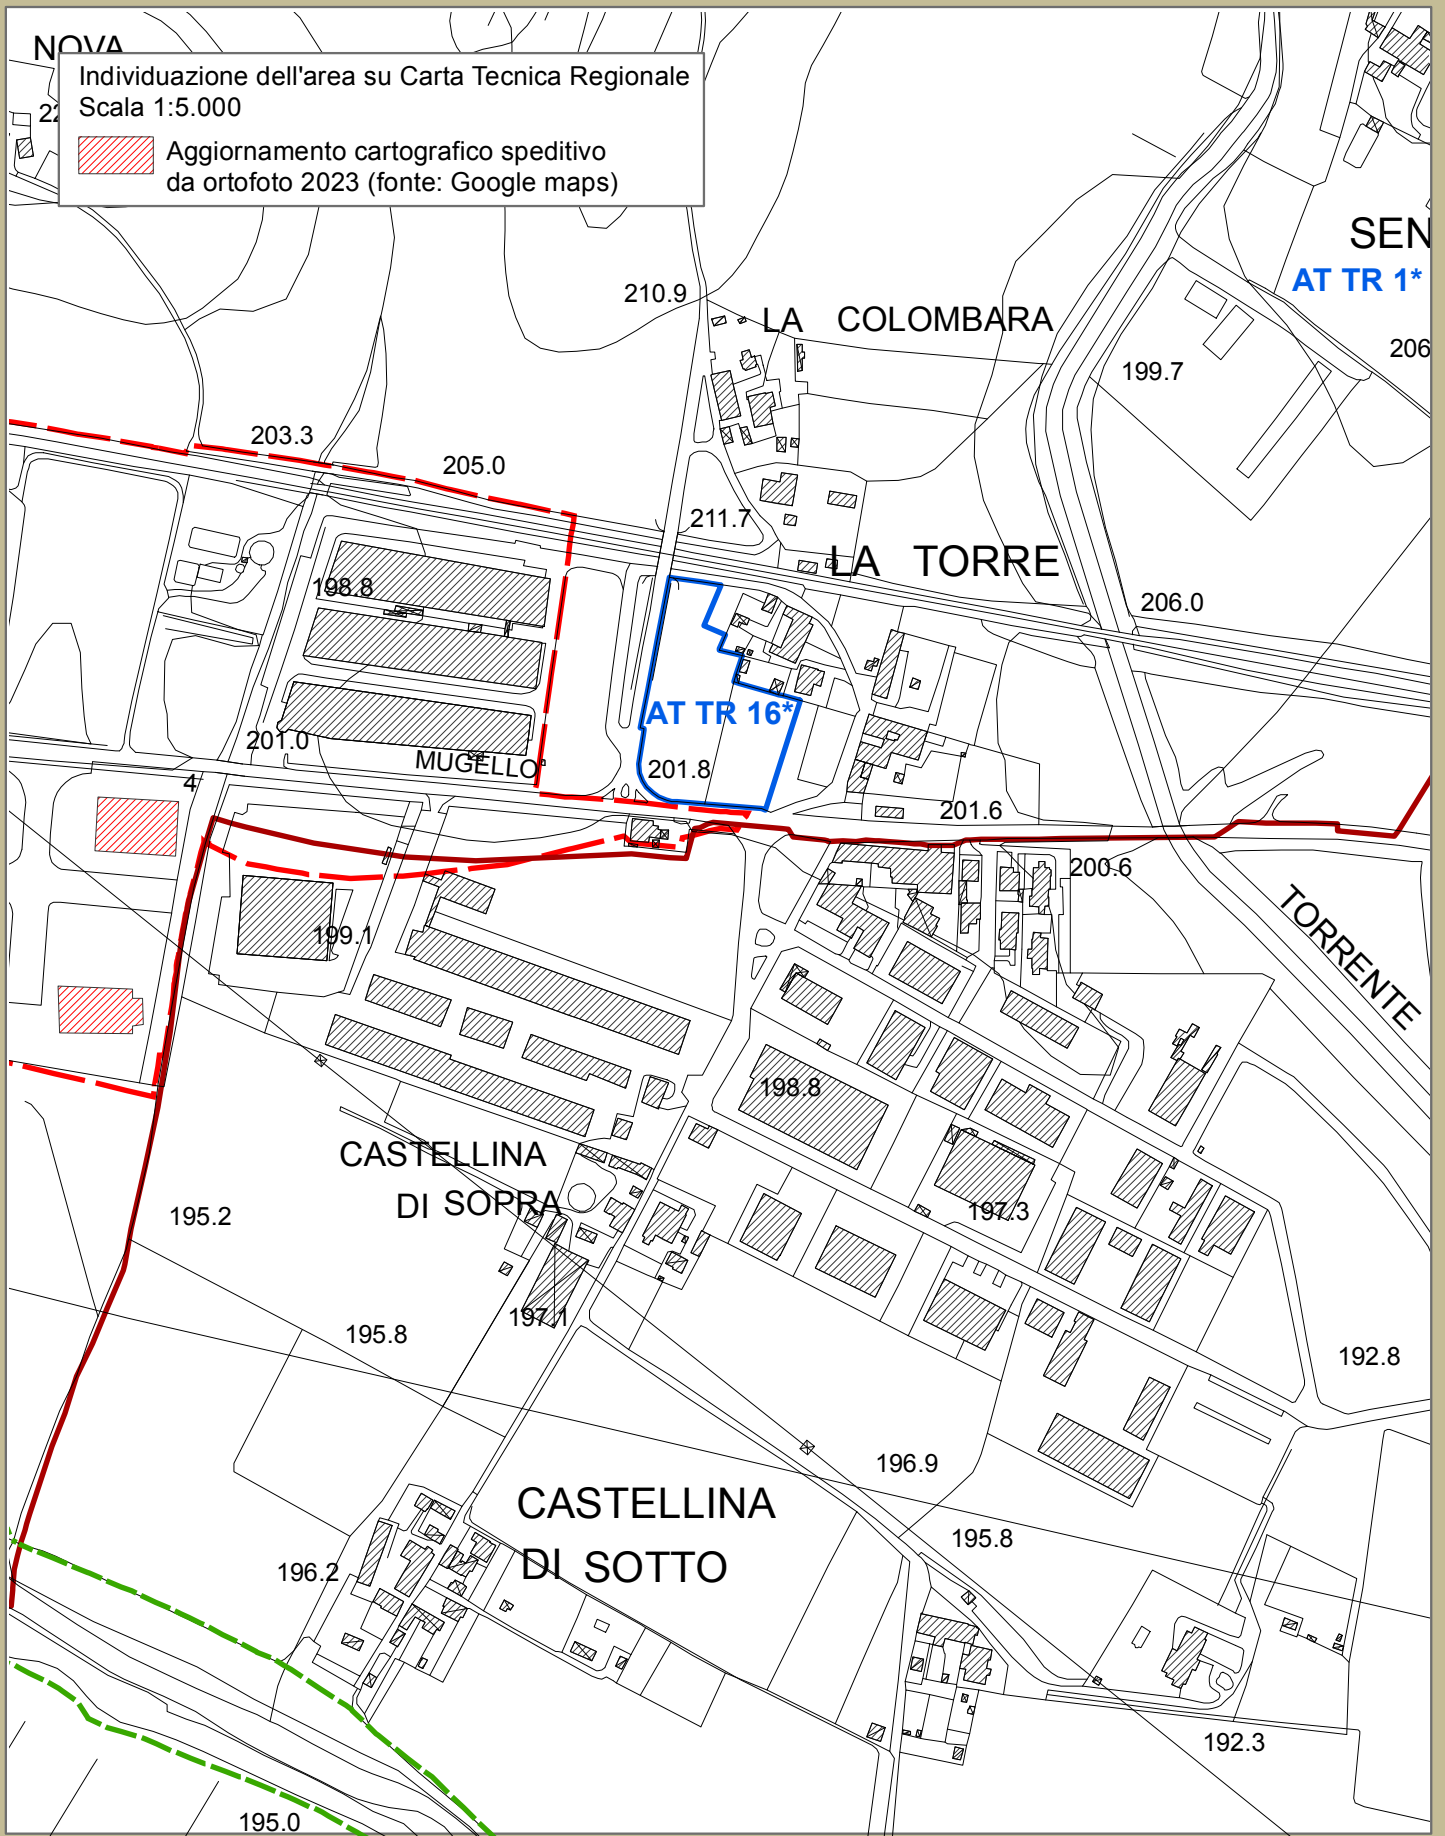 NOVA
Individuazione dell'area su Carta Tecnica Regionale
Scala 1:5.000
Aggiornamento cartografico speditivo
da ortofoto 2023 (fonte: Google maps)
SEN
AT TR 1*
210.9
LA COLOMBARA
206
199.7
203.3
205.0
211.7
LA TORRE
198.8
206.0
AT TR 16*
201.0
MUGELLO
201.8
4
201.6
200.6
199.1
TORRENTE
198.8
CASTELLINA
DI SOPRA
195.2
197.3
197.1
195.8
192.8
196.9
CASTELLINA
DI SOTTO
195.8
196.2
192.3
195.0